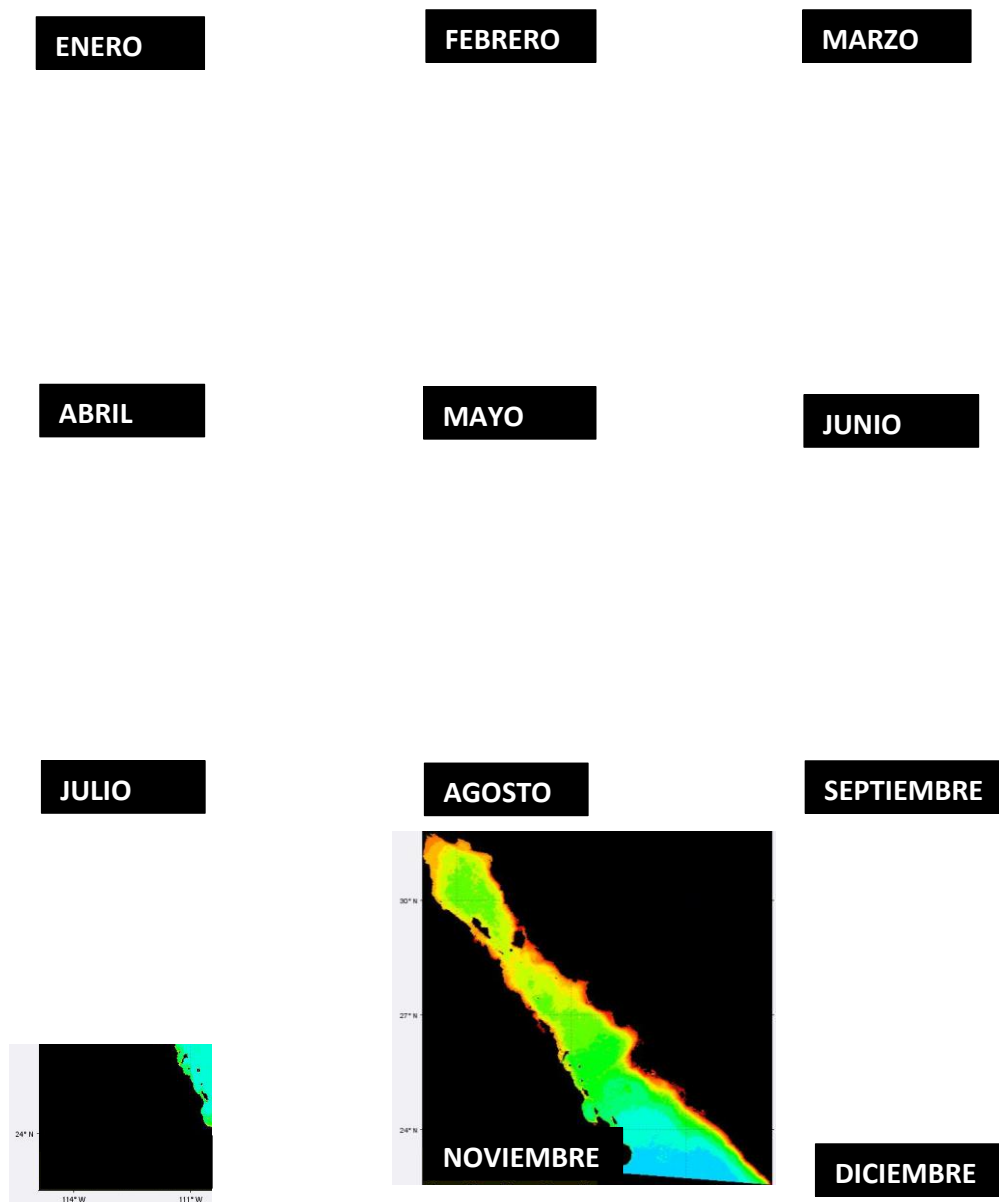 ENERO
FEBRERO
MARZO
ABRIL
MAYO
JUNIO
JULIO
AGOSTO
SEPTIEMBRE
30° N
27° N
24° N
24° N
NOVIEMBRE
DICIEMBRE
114° W
111° W